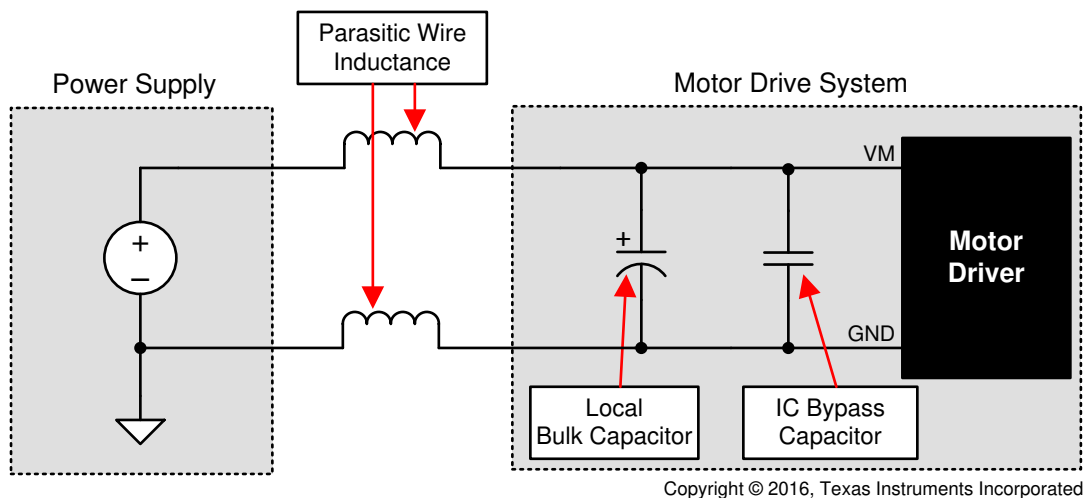 Parasitic Wire
Inductance
Power Supply
Motor Drive System
VM
+
–
+
Motor
Driver
GND
Local
Bulk Capacitor
IC Bypass
Capacitor
Copyright © 2016, Texas Instruments Incorporated